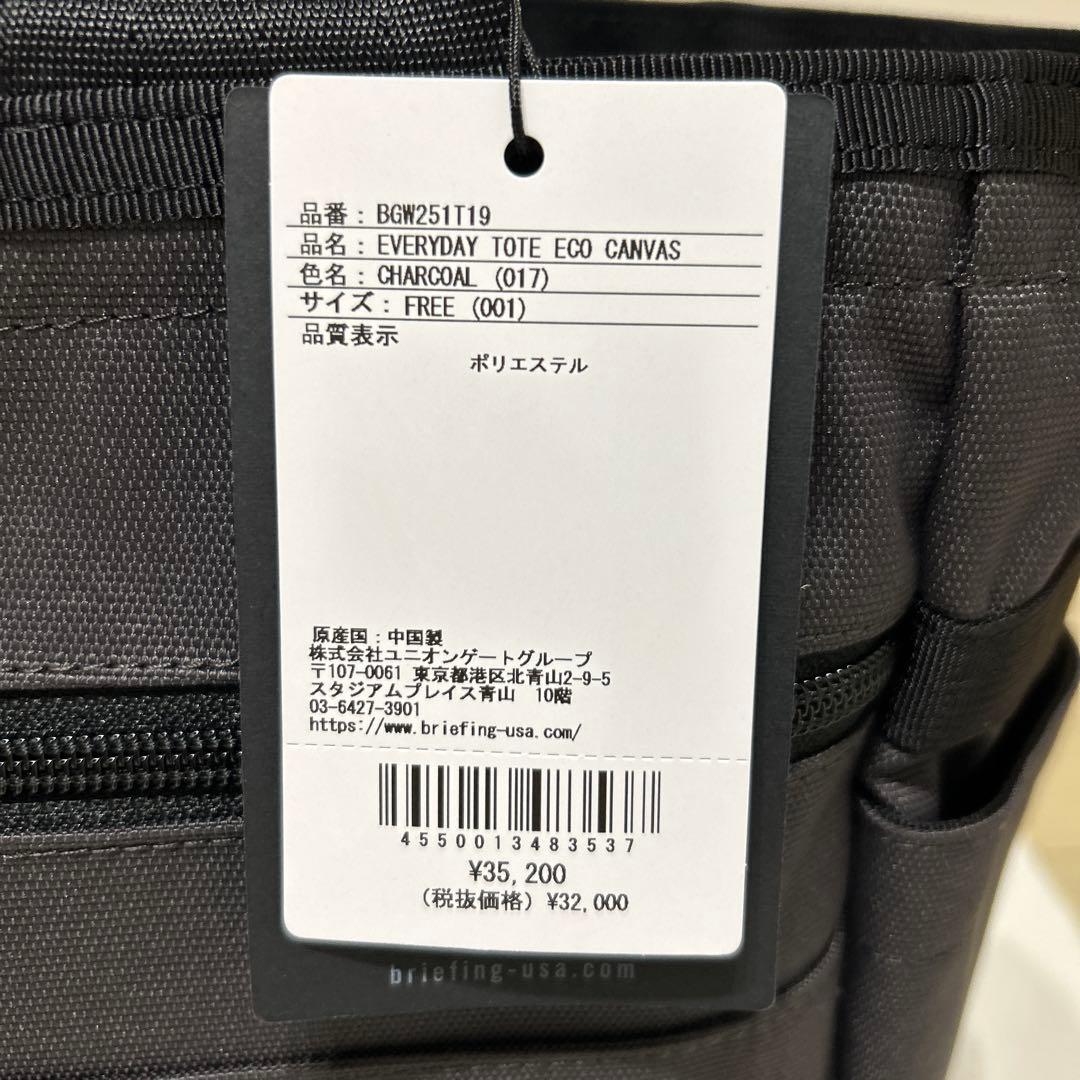 品番：BGW251T19
品名：EVERYDAY TOTE ECO CANVAS
色名：CHARCOAL (017)
サイズ：FREE (001)
品質表示
ポリエステル
原産国：中国製
株式会社ユニオンゲートグループ
〒107-0061 東京都港区北青山2-9-5
スタジアムプレイス青山　10階
03-6427-3901
https://www.briefing-usa.com/
4550013483537
¥35,200
（税抜価格）¥32,000
briefing-usa.com